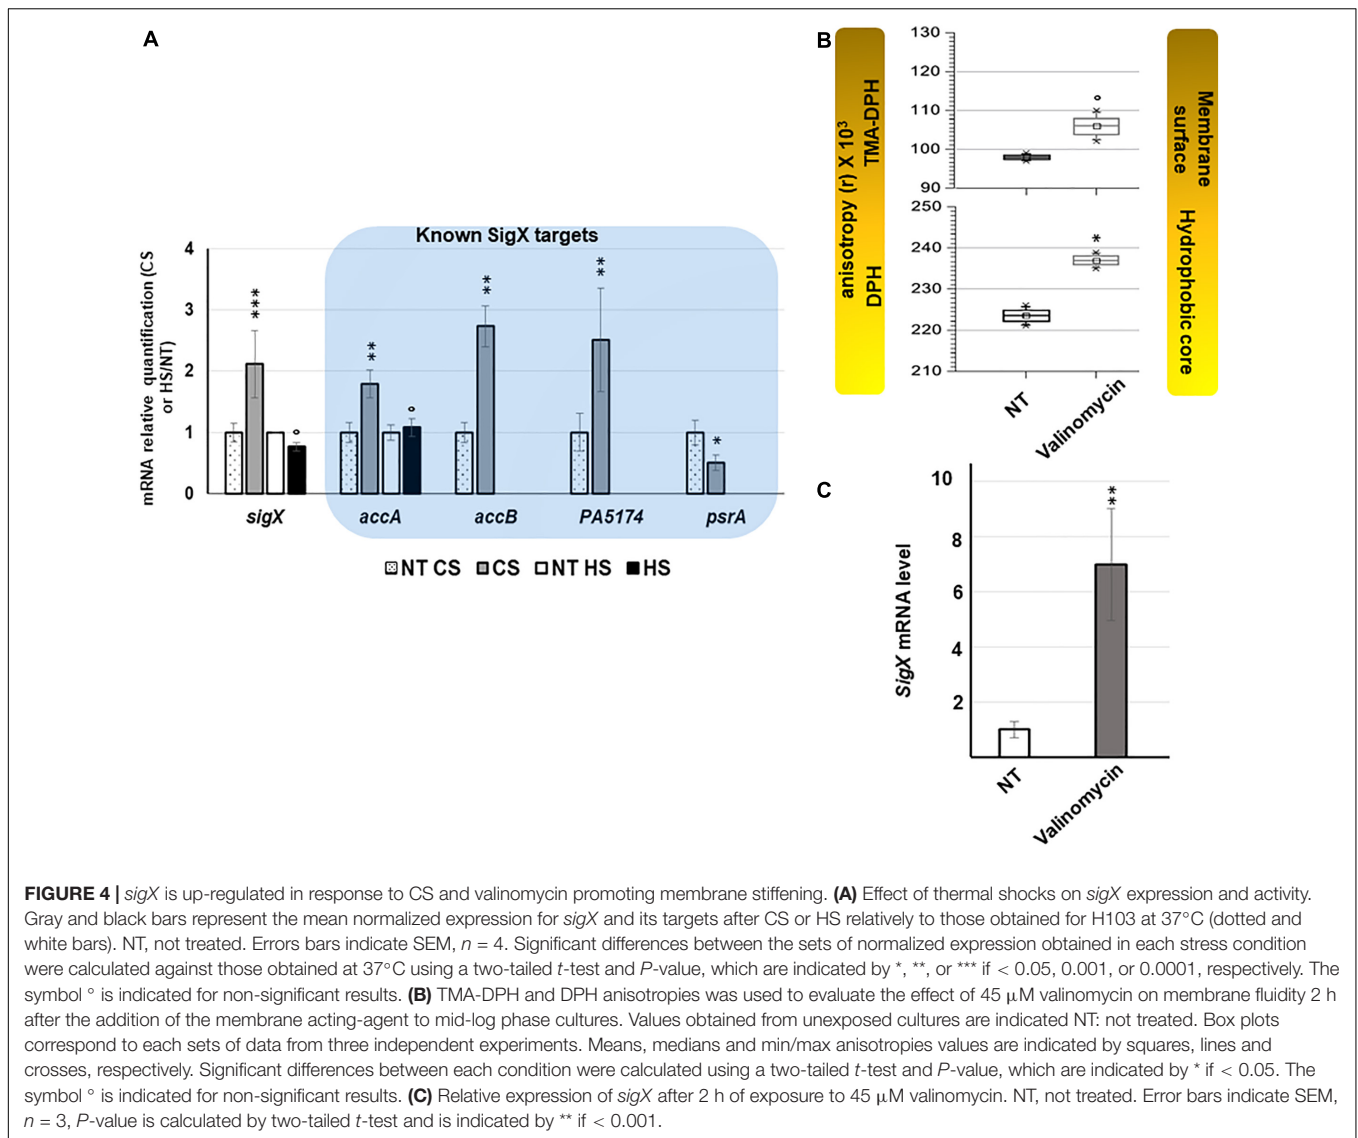 A
Known SigX targets
mRNA relative quantification (CS
or HS/NT)
4
3
2
1
0
***
°
**
°
**
**
*
sigX
accA
accB
PA5174
psrA
NT CS
CS
NT HS
HS
B
anisotropy (r) X 10³
TMA-DPH
DPH
130
120
110
100
90
°
250
240
230
220
210
*
NT
Valinomycin
Membrane
surface
Hydrophobic core
C
SigX mRNA level
10
8
6
4
2
**
NT
Valinomycin
FIGURE 4 | sigX is up-regulated in response to CS and valinomycin promoting membrane stiffening. (A) Effect of thermal shocks on sigX expression and activity.
Gray and black bars represent the mean normalized expression for sigX and its targets after CS or HS relatively to those obtained for H103 at 37°C (dotted and
white bars). NT, not treated. Errors bars indicate SEM, n = 4. Significant differences between the sets of normalized expression obtained in each stress condition
were calculated against those obtained at 37°C using a two-tailed t-test and P-value, which are indicated by *, **, or *** if < 0.05, 0.001, or 0.0001, respectively. The
symbol ° is indicated for non-significant results. (B) TMA-DPH and DPH anisotropies was used to evaluate the effect of 45 μM valinomycin on membrane fluidity 2 h
after the addition of the membrane acting-agent to mid-log phase cultures. Values obtained from unexposed cultures are indicated NT: not treated. Box plots
correspond to each sets of data from three independent experiments. Means, medians and min/max anisotropies values are indicated by squares, lines and
crosses, respectively. Significant differences between each condition were calculated using a two-tailed t-test and P-value, which are indicated by * if < 0.05. The
symbol ° is indicated for non-significant results. (C) Relative expression of sigX after 2 h of exposure to 45 μM valinomycin. NT, not treated. Error bars indicate SEM,
n = 3, P-value is calculated by two-tailed t-test and is indicated by ** if < 0.001.